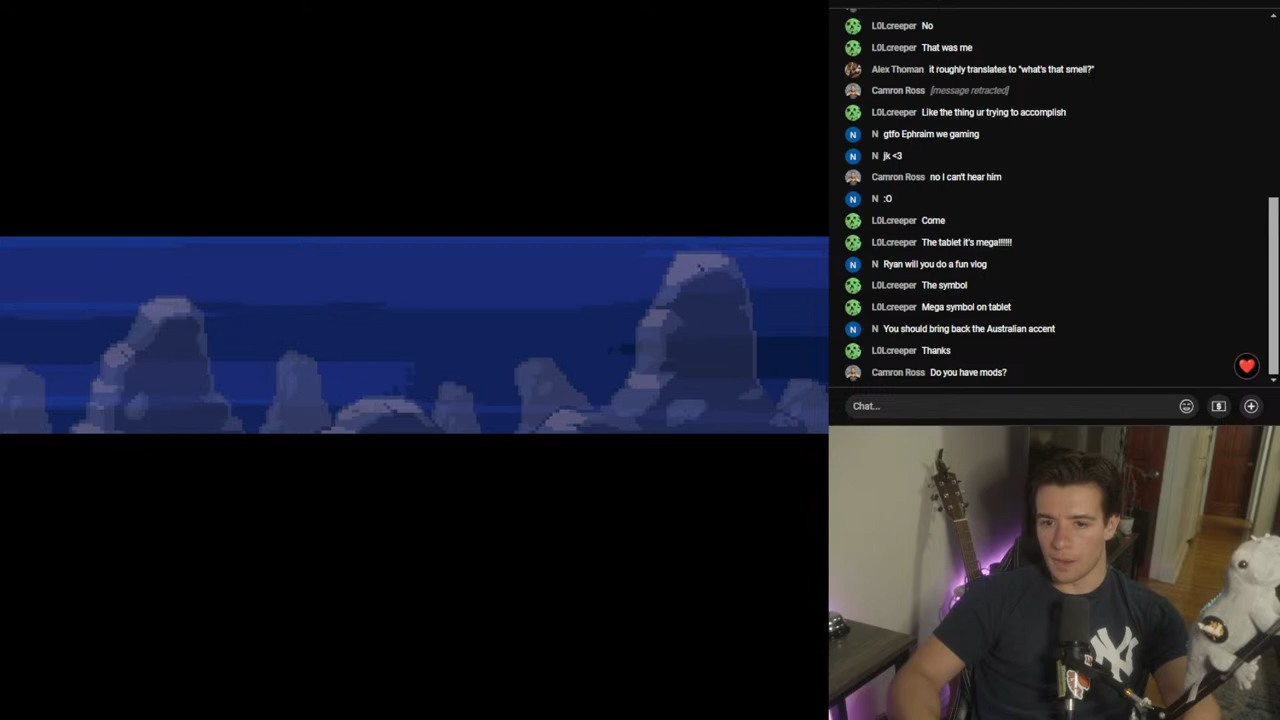 L0Lcreeper No
L0Lcreeper That was me
Alex Thoman it roughly translates to "what's that smell?"
Camron Ross [message retracted]
L0Lcreeper Like the thing ur trying to accomplish
N N gtfo Ephraim we gaming
N N jk <3
Camron Ross no I can't hear him
N N :O
L0Lcreeper Come
L0Lcreeper The tablet it's mega!!!!!!
N N Ryan will you do a fun vlog
L0Lcreeper The symbol
L0Lcreeper Mega symbol on tablet
N N You should bring back the Australian accent
L0Lcreeper Thanks
Camron Ross Do you have mods?
Chat...
NY